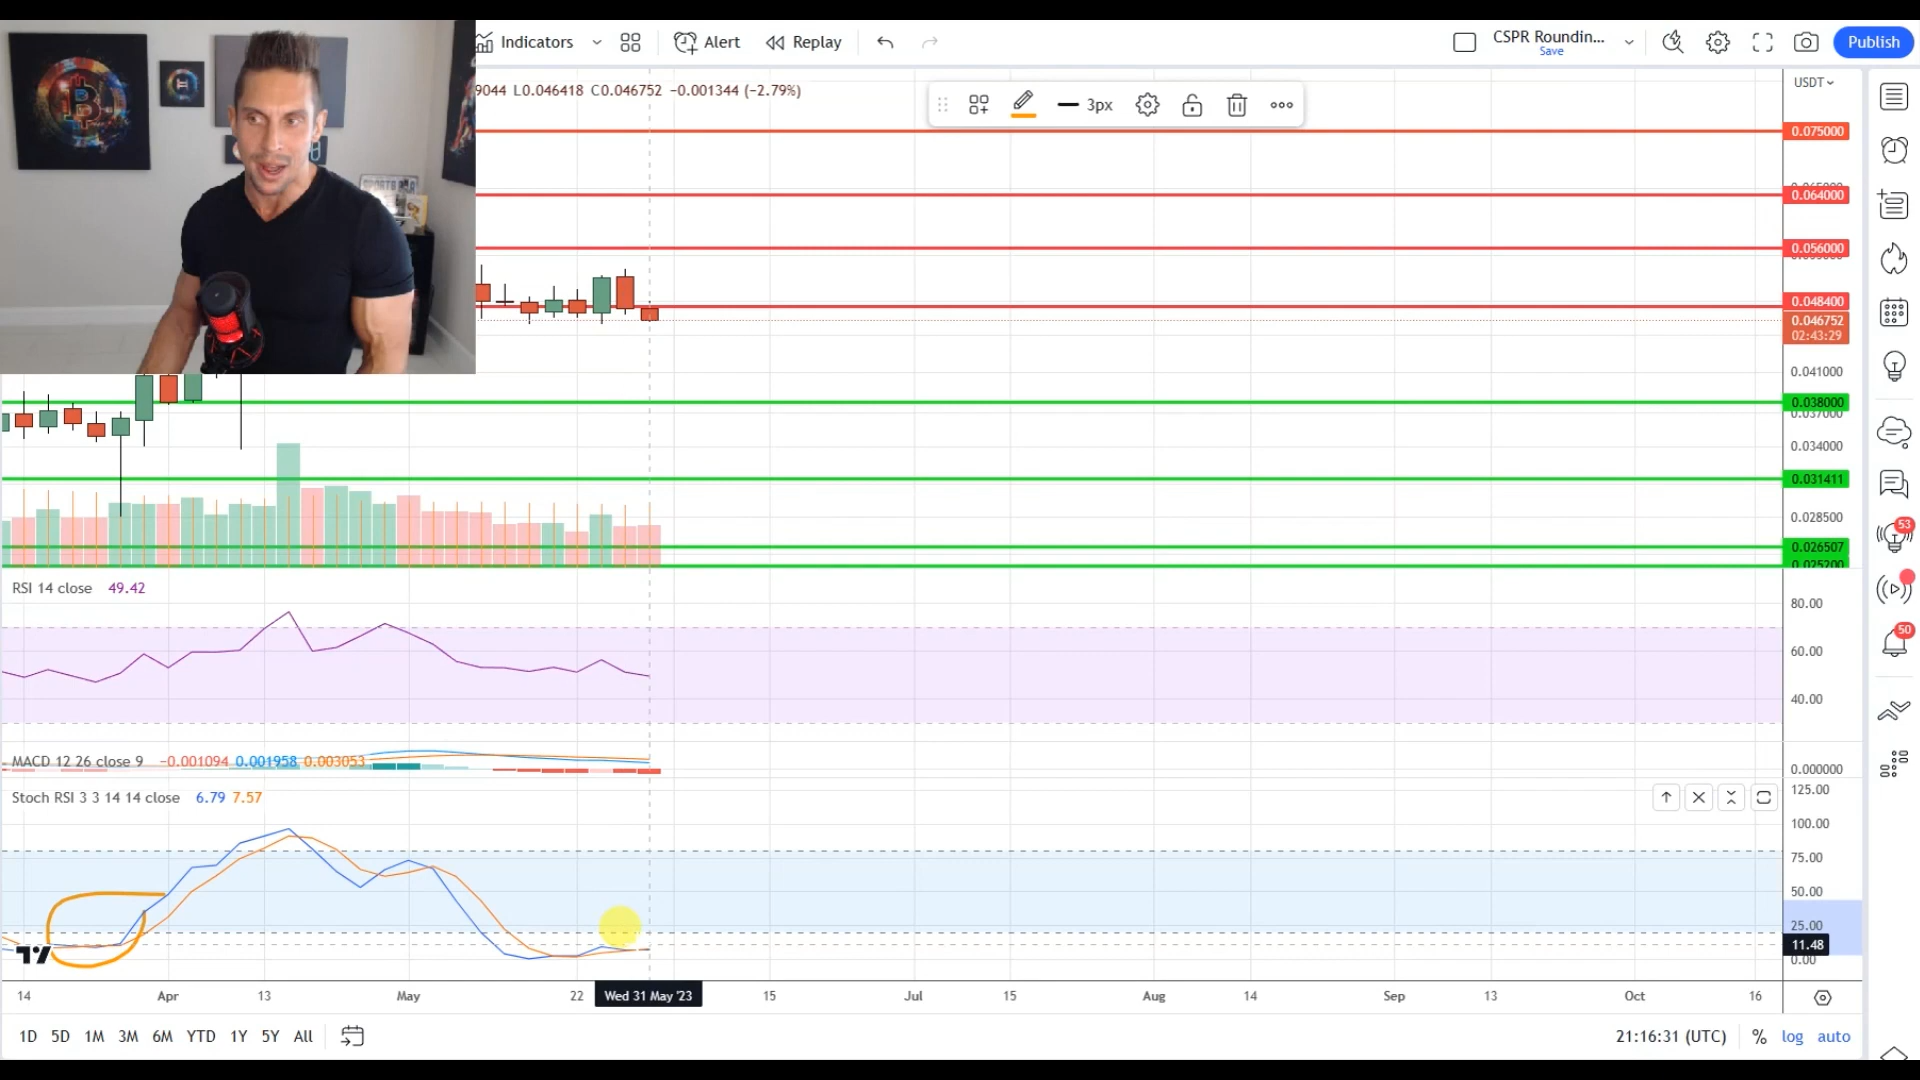 Indicators
Alert
Replay
CSPR Roundin...
Save
Publish
9044 L0.046418 C0.046752 −0.001344 (−2.79%)
3px
USDT
0.075000
0.064000
0.056000
0.048400
0.046752
02:43:29
0.041000
0.038000
0.037000
0.034000
0.031411
0.028500
0.026507
0.025200
53
50
RSI 14 close 49.42
80.00
60.00
40.00
MACD 12 26 close 9 −0.001094 0.001958 0.003053
0.000000
Stoch RSI 3 3 14 14 close 6.79 7.57
125.00
100.00
75.00
50.00
25.00
11.48
0.00
14 Apr 13 May 22 Wed 31 May '23 15 Jul 15 Aug 14 Sep 13 Oct 16
1D 5D 1M 3M 6M YTD 1Y 5Y All
21:16:31 (UTC) % log auto